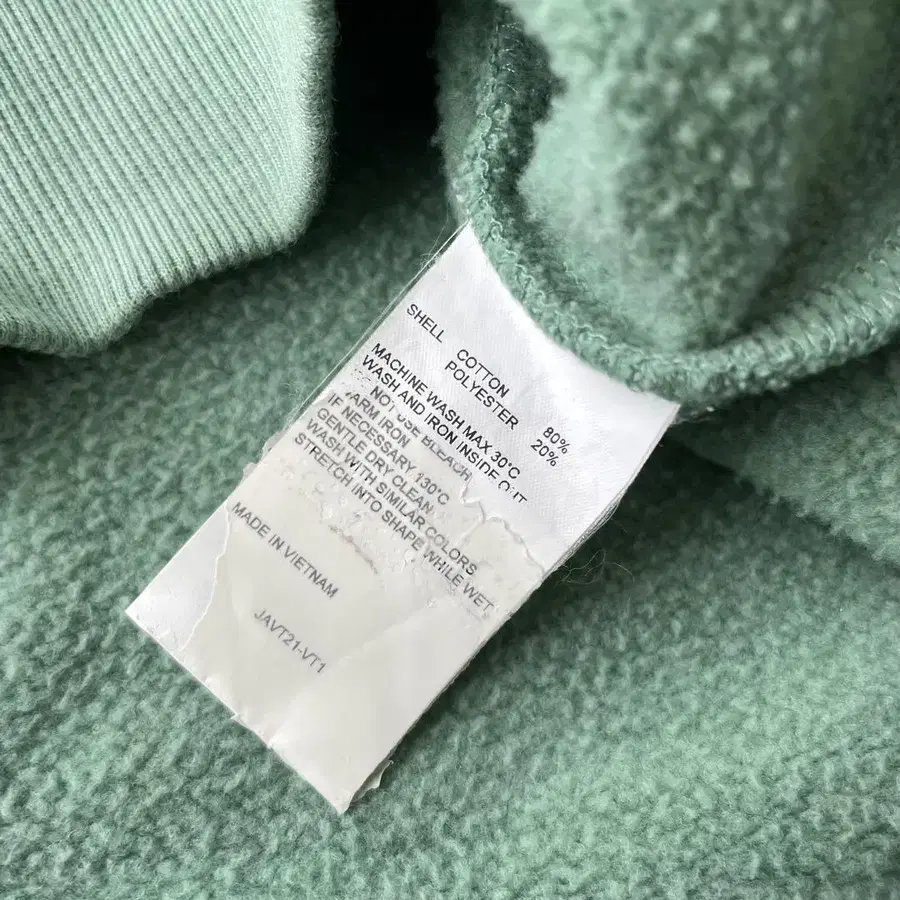 SHELL COTTON 80%
POLYESTER 20%
MACHINE WASH MAX 30°C
WASH AND IRON INSIDE OUT
NOT USE BLEACH
ARM IRON
IF NECESSARY 130°C
GENTLE DRY CLEAN
WASH WITH SIMILAR COLORS
STRETCH INTO SHAPE WHILE WET
MADE IN VIETNAM
JAVT21-VT1